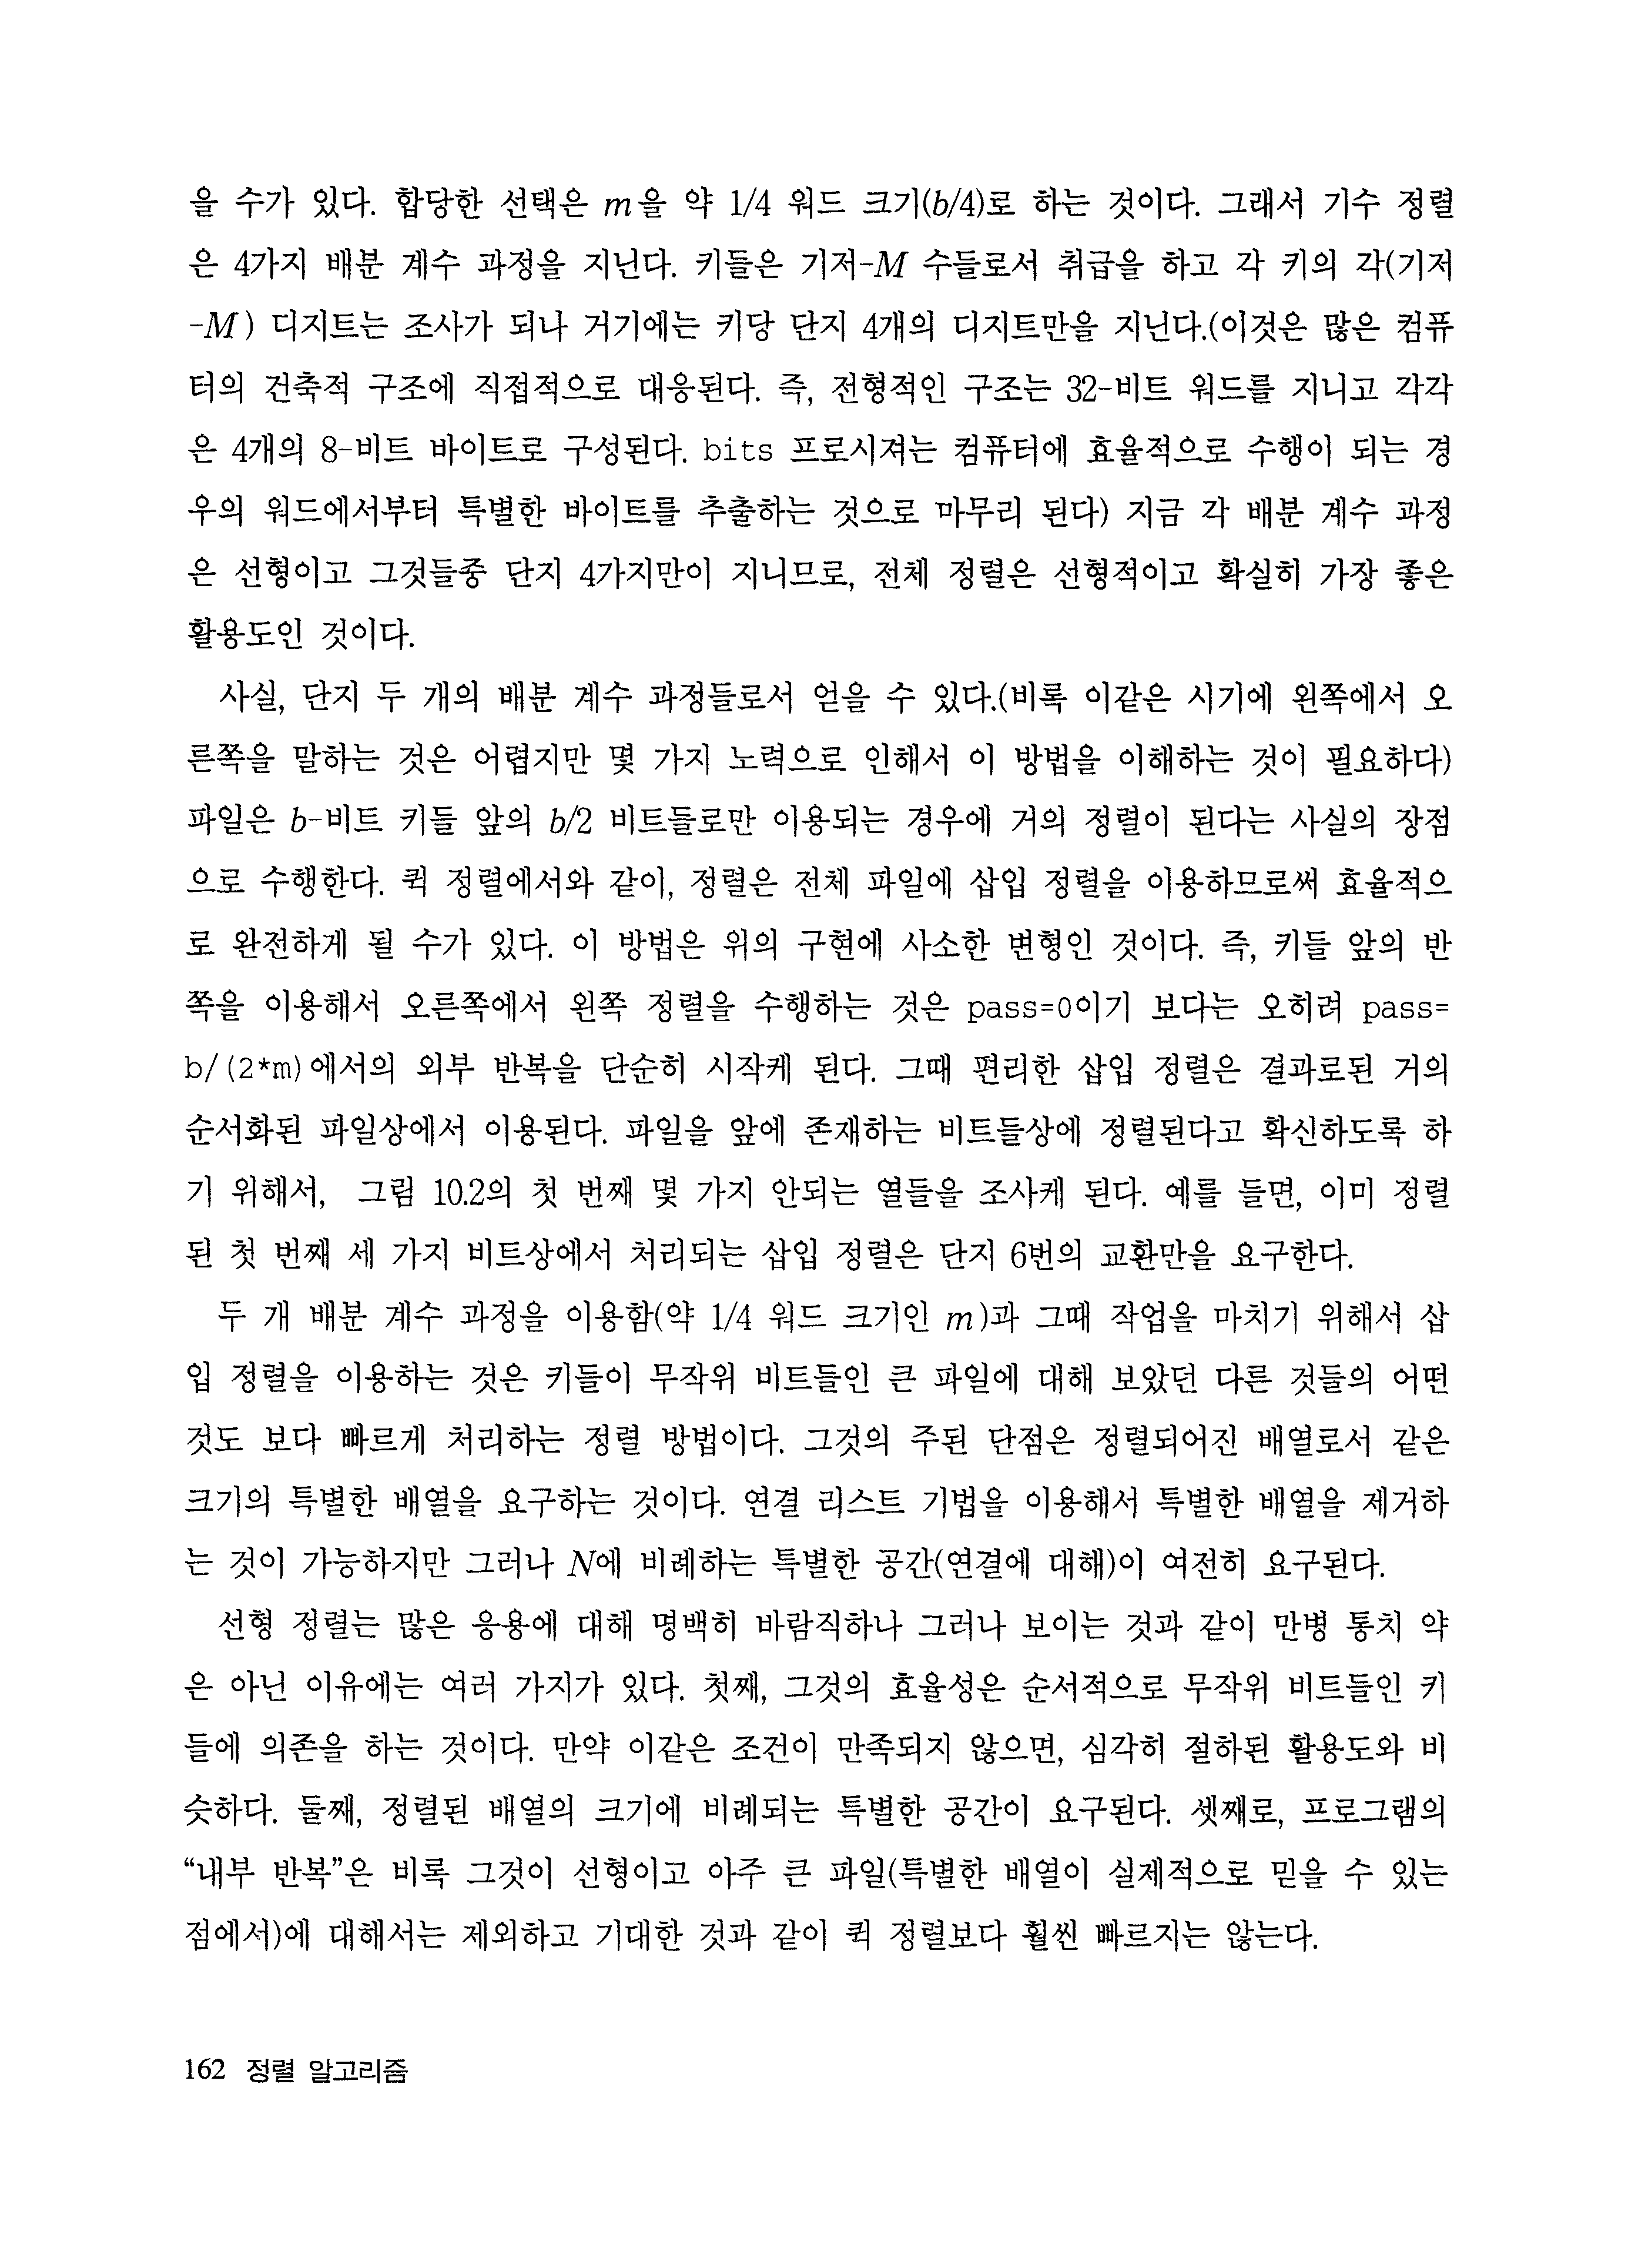 을 수가 있다. 합당한 선택은 m을 약 1/4 워드 크기(b/4)로 하는 것이다. 그래서 기수 정렬
은 4가지 배분 계수 과정을 지닌다. 키들은 기저-M 수들로서 취급을 하고 각 키의 각(기저
-M) 디지트는 조사가 되나 거기에는 키당 단지 4개의 디지트만을 지닌다.(이것은 많은 컴퓨
터의 건축적 구조에 직접적으로 대응된다. 즉, 전형적인 구조는 32-비트 워드를 지니고 각각
은 4개의 8-비트 바이트로 구성된다. bits 프로시져는 컴퓨터에 효율적으로 수행이 되는 경
우의 워드에서부터 특별한 바이트를 추출하는 것으로 마무리 된다) 지금 각 배분 계수 과정
은 선형이고 그것들중 단지 4가지만이 지니므로, 전체 정렬은 선형적이고 확실히 가장 좋은
활용도인 것이다.
사실, 단지 두 개의 배분 계수 과정들로서 얻을 수 있다.(비록 이같은 시기에 왼쪽에서 오
른쪽을 말하는 것은 어렵지만 몇 가지 노력으로 인해서 이 방법을 이해하는 것이 필요하다)
파일은 b-비트 키들 앞의 b/2 비트들로만 이용되는 경우에 거의 정렬이 된다는 사실의 장점
으로 수행한다. 퀵 정렬에서와 같이, 정렬은 전체 파일에 삽입 정렬을 이용하므로써 효율적으
로 완전하게 될 수가 있다. 이 방법은 위의 구현에 사소한 변형인 것이다. 즉, 키들 앞의 반
쪽을 이용해서 오른쪽에서 왼쪽 정렬을 수행하는 것은 pass=0이기 보다는 오히려 pass=
b/(2*m)에서의 외부 반복을 단순히 시작케 된다. 그때 편리한 삽입 정렬은 결과로된 거의
순서화된 파일상에서 이용된다. 파일을 앞에 존재하는 비트들상에 정렬된다고 확신하도록 하
기 위해서, 그림 10.2의 첫 번째 몇 가지 안되는 열들을 조사케 된다. 예를 들면, 이미 정렬
된 첫 번째 세 가지 비트상에서 처리되는 삽입 정렬은 단지 6번의 교환만을 요구한다.
두 개 배분 계수 과정을 이용함(약 1/4 워드 크기인 m)과 그때 작업을 마치기 위해서 삽
입 정렬을 이용하는 것은 키들이 무작위 비트들인 큰 파일에 대해 보았던 다른 것들의 어떤
것도 보다 빠르게 처리하는 정렬 방법이다. 그것의 주된 단점은 정렬되어진 배열로서 같은
크기의 특별한 배열을 요구하는 것이다. 연결 리스트 기법을 이용해서 특별한 배열을 제거하
는 것이 가능하지만 그러나 N에 비례하는 특별한 공간(연결에 대해)이 여전히 요구된다.
선형 정렬는 많은 응용에 대해 명백히 바람직하나 그러나 보이는 것과 같이 만병 통치 약
은 아닌 이유에는 여러 가지가 있다. 첫째, 그것의 효율성은 순서적으로 무작위 비트들인 키
들에 의존을 하는 것이다. 만약 이같은 조건이 만족되지 않으면, 심각히 절하된 활용도와 비
슷하다. 둘째, 정렬된 배열의 크기에 비례되는 특별한 공간이 요구된다. 셋째로, 프로그램의
“내부 반복”은 비록 그것이 선형이고 아주 큰 파일(특별한 배열이 실제적으로 믿을 수 있는
점에서)에 대해서는 제외하고 기대한 것과 같이 퀵 정렬보다 훨씬 빠르지는 않는다.
162 정렬 알고리즘